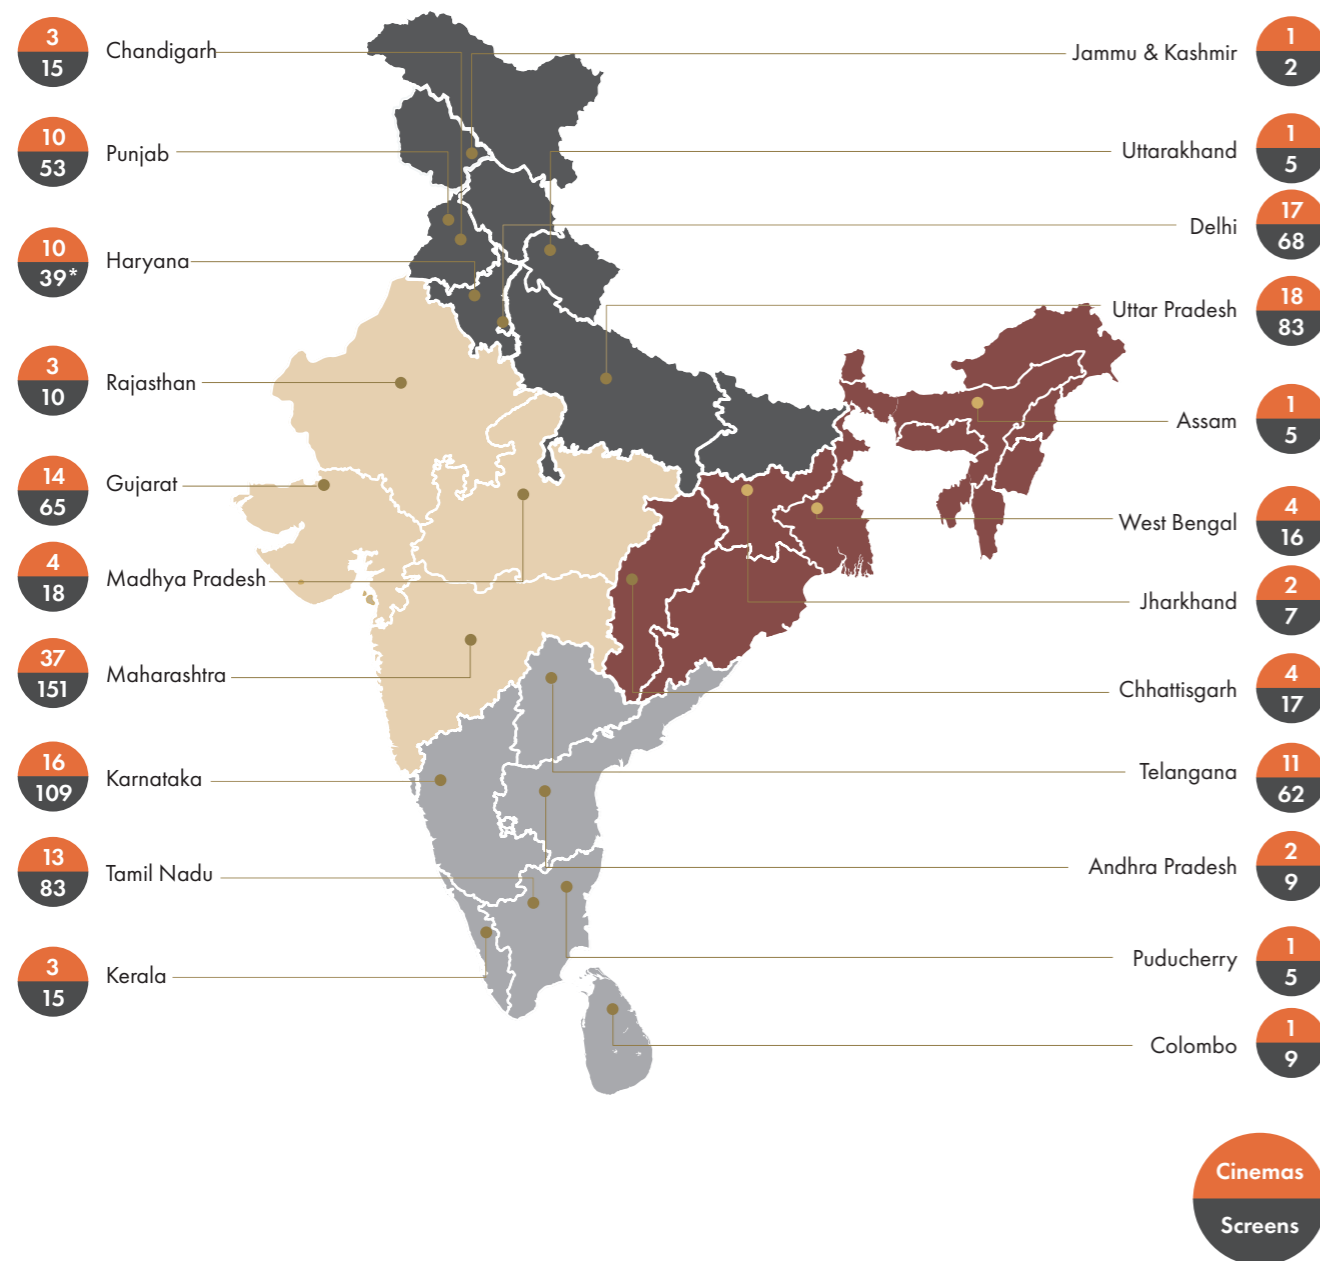 3
15
Chandigarh
10
53
Punjab
10
39*
Haryana
3
10
Rajasthan
14
65
Gujarat
4
18
Madhya Pradesh
37
151
Maharashtra
16
109
Karnataka
13
83
Tamil Nadu
3
15
Kerala
Jammu & Kashmir
1
2
Uttarakhand
1
5
Delhi
17
68
Uttar Pradesh
18
83
Assam
1
5
West Bengal
4
16
Jharkhand
2
7
Chhattisgarh
4
17
Telangana
11
62
Andhra Pradesh
2
9
Puducherry
1
5
Colombo
1
9
Cinemas
Screens